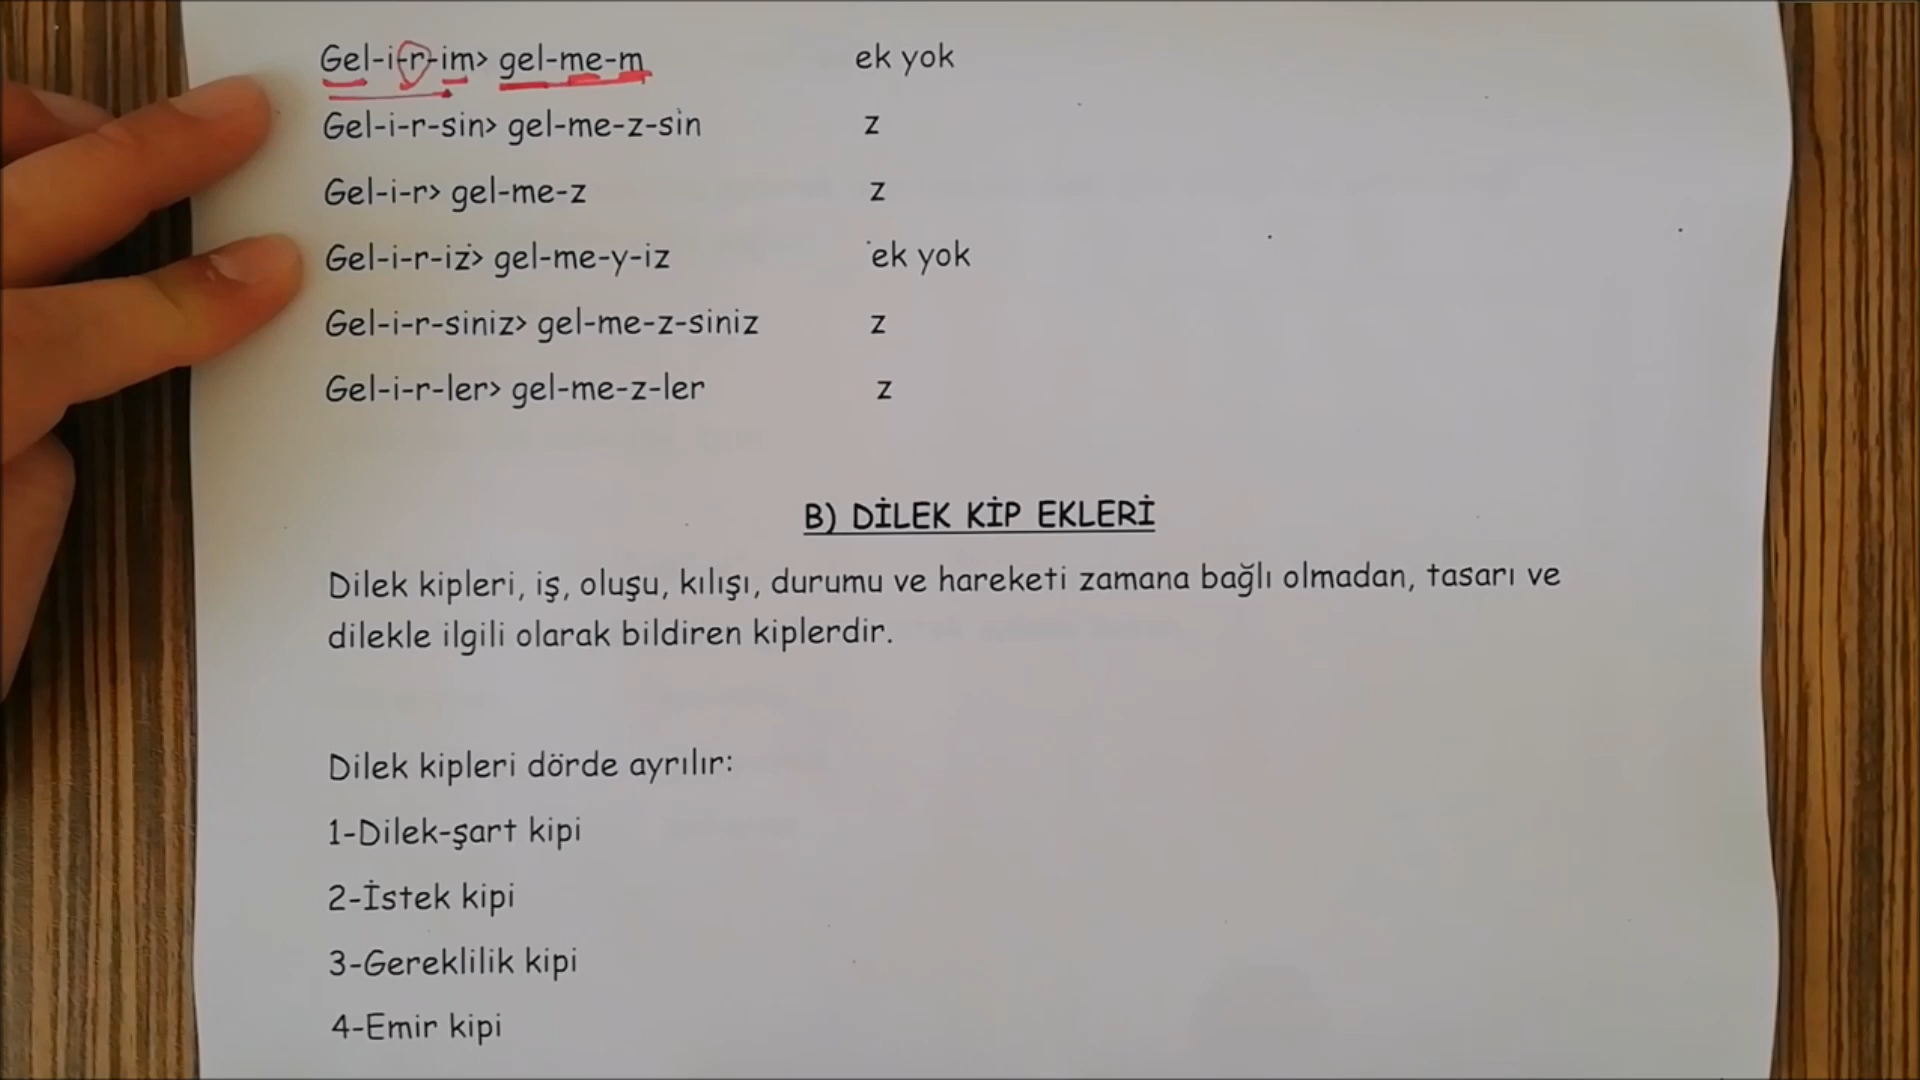 Gel-i-r-im> gel-me-m ek yok
Gel-i-r-sin> gel-me-z-sin z
Gel-i-r> gel-me-z z
Gel-i-r-iz> gel-me-y-iz ek yok
Gel-i-r-siniz> gel-me-z-siniz z
Gel-i-r-ler> gel-me-z-ler z
B) DİLEK KİP EKLERİ
Dilek kipleri, iş, oluşu, kılışı, durumu ve hareketi zamana bağlı olmadan, tasarı ve
dilekle ilgili olarak bildiren kiplerdir.
Dilek kipleri dörde ayrılır:
1-Dilek-şart kipi
2-İstek kipi
3-Gereklilik kipi
4-Emir kipi